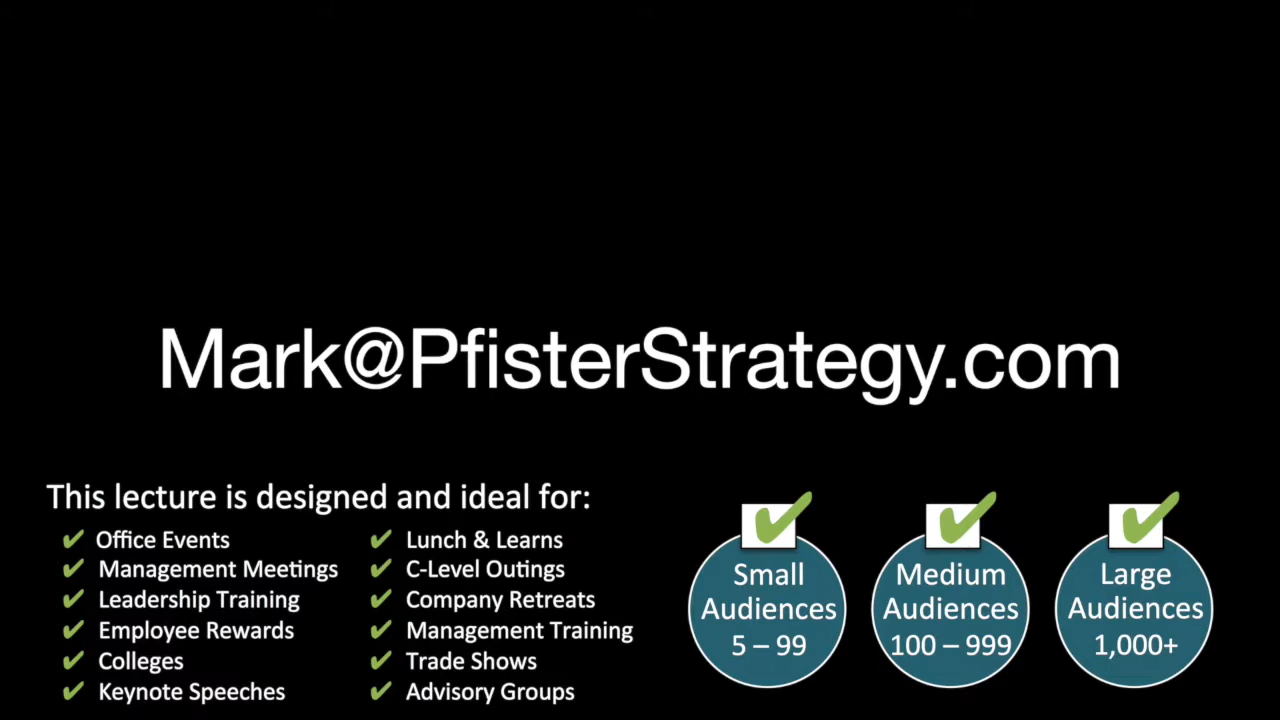 Mark@PfisterStrategy.com
This lecture is designed and ideal for:
✔ Office Events
✔ Management Meetings
✔ Leadership Training
✔ Employee Rewards
✔ Colleges
✔ Keynote Speeches
✔ Lunch & Learns
✔ C-Level Outings
✔ Company Retreats
✔ Management Training
✔ Trade Shows
✔ Advisory Groups
✔
Small
Audiences
5 – 99
✔
Medium
Audiences
100 – 999
✔
Large
Audiences
1,000+